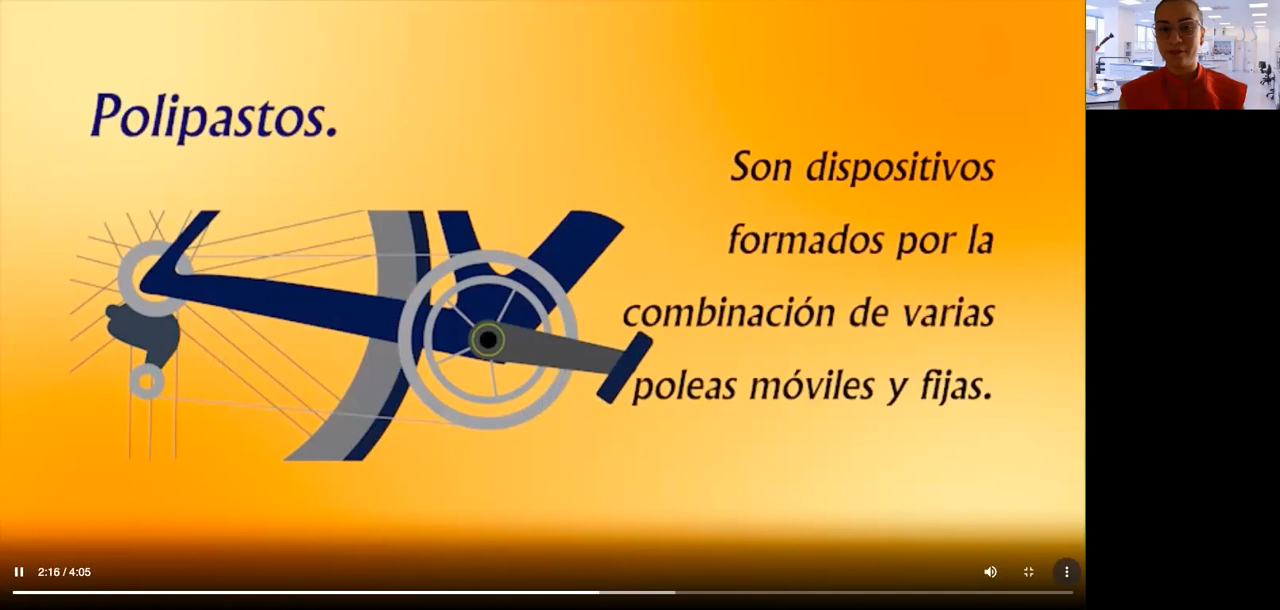 Polipastos.
Son dispositivos
formados por la
combinación de varias
poleas móviles y fijas.
2:16 / 4:05